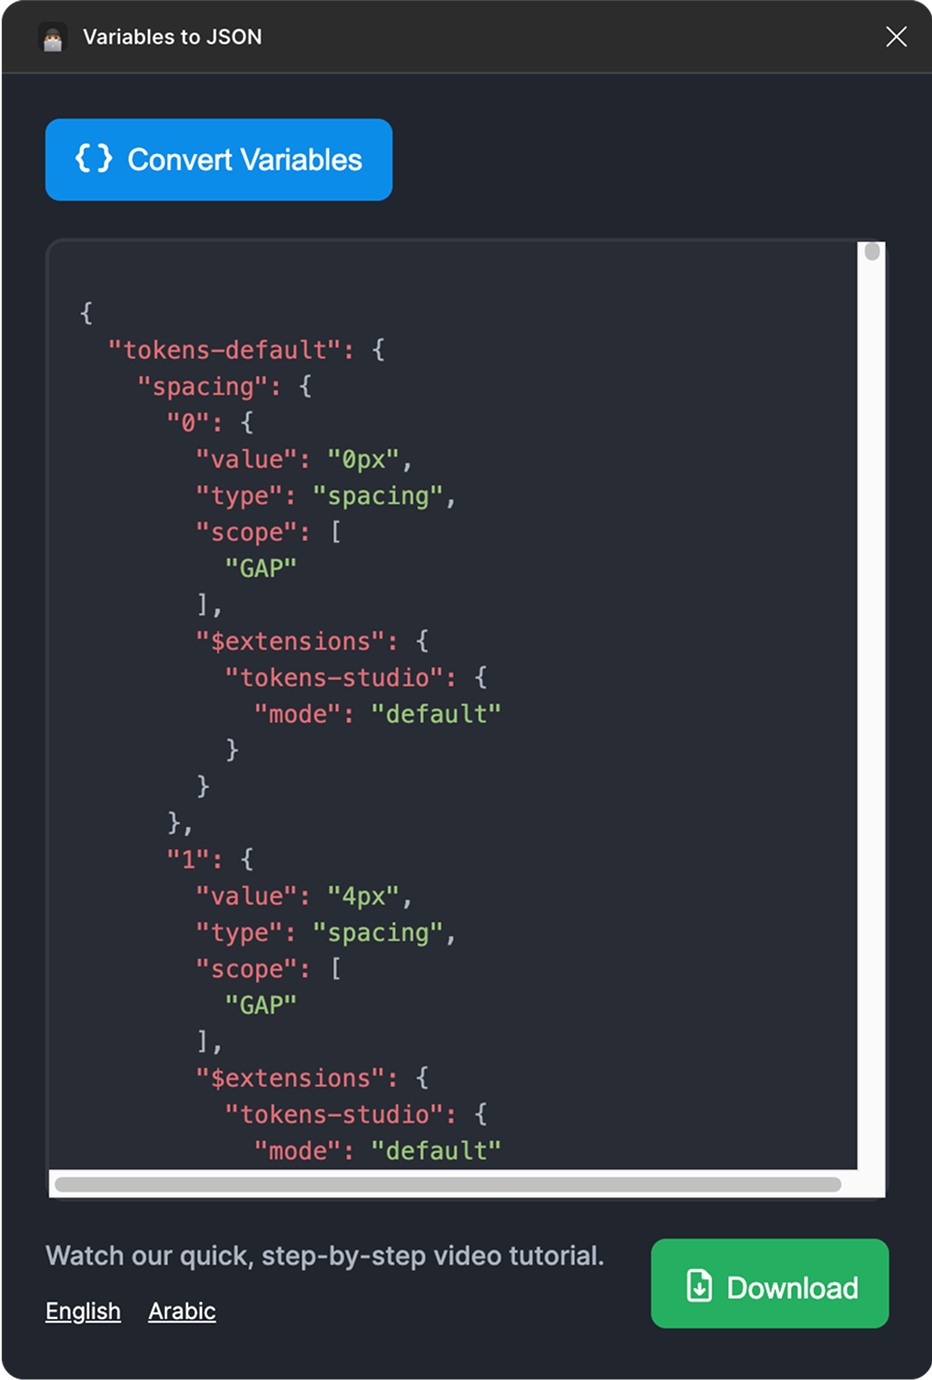 Variables to JSON
Convert Variables
{
  "tokens-default": {
    "spacing": {
      "0": {
        "value": "0px",
        "type": "spacing",
        "scope": [
          "GAP"
        ],
        "$extensions": {
          "tokens-studio": {
            "mode": "default"
          }
        }
      },
      "1": {
        "value": "4px",
        "type": "spacing",
        "scope": [
          "GAP"
        ],
        "$extensions": {
          "tokens-studio": {
            "mode": "default"
Watch our quick, step-by-step video tutorial.
English Arabic
Download